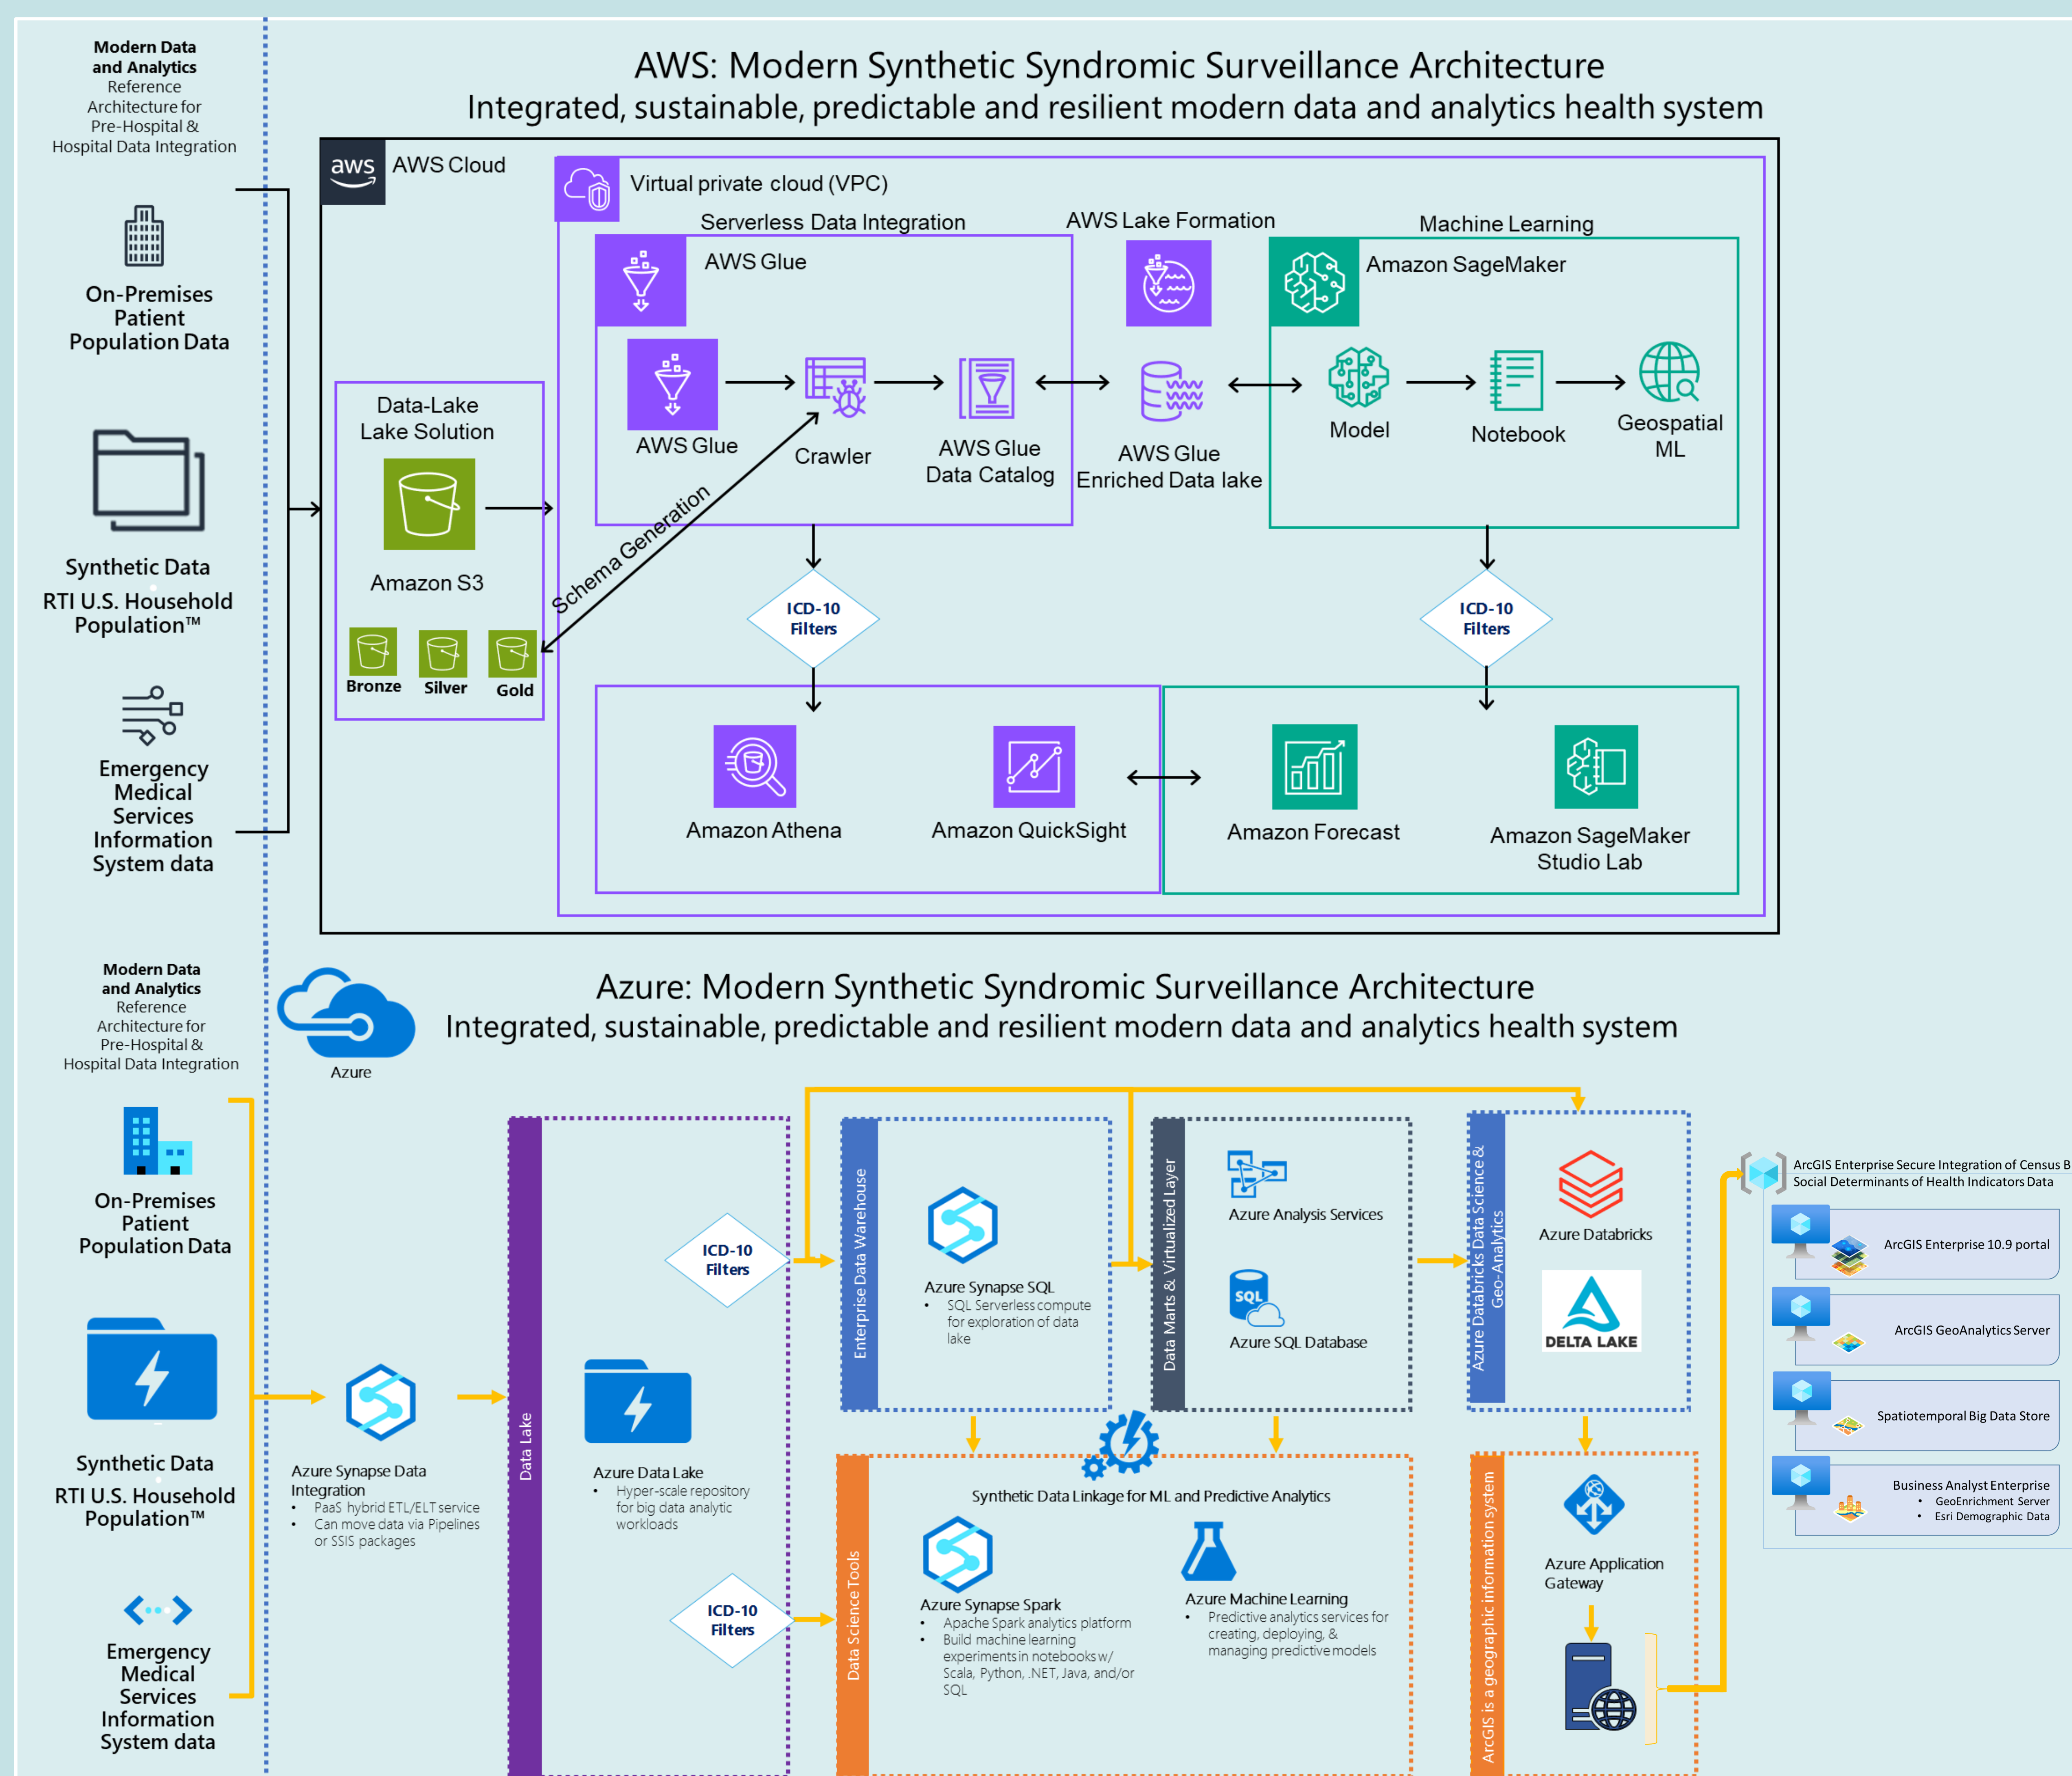 Modern Data
and Analytics
Reference
Architecture for
Pre-Hospital &
Hospital Data Integration
On-Premises
Patient
Population Data
Synthetic Data
RTI U.S. Household
Population™
Emergency
Medical
Services
Information
System data
AWS: Modern Synthetic Syndromic Surveillance Architecture
Integrated, sustainable, predictable and resilient modern data and analytics health system
aws
AWS Cloud
Virtual private cloud (VPC)
Serverless Data Integration
AWS Lake Formation
Machine Learning
AWS Glue
Amazon SageMaker
Data-Lake
Lake Solution
Amazon S3
Bronze
Silver
Gold
Schema Generation
AWS Glue
Crawler
AWS Glue
Data Catalog
AWS Glue
Enriched Data lake
Model
Notebook
Geospatial
ML
ICD-10
Filters
ICD-10
Filters
Amazon Athena
Amazon QuickSight
Amazon Forecast
Amazon SageMaker
Studio Lab
Modern Data
and Analytics
Reference
Architecture for
Pre-Hospital &
Hospital Data Integration
Azure
Azure: Modern Synthetic Syndromic Surveillance Architecture
Integrated, sustainable, predictable and resilient modern data and analytics health system
On-Premises
Patient
Population Data
Synthetic Data
RTI U.S. Household
Population™
Emergency
Medical
Services
Information
System data
Azure Synapse Data
Integration
• PaaS hybrid ETL/ELT service
• Can move data via Pipelines
or SSIS packages
Data Lake
ICD-10
Filters
Azure Data Lake
• Hyper-scale repository
for big data analytic
workloads
ICD-10
Filters
Enterprise Data Warehouse
Azure Synapse SQL
• SQL Serverless compute
for exploration of data
lake
Data Marts & Virtualized Layer
Azure Analysis Services
SQL
Azure SQL Database
Azure Databricks Data Science &
Geo-Analytics
Azure Databricks
DELTA LAKE
Data Science Tools
Synthetic Data Linkage for ML and Predictive Analytics
Azure Synapse Spark
• Apache Spark analytics platform
• Build machine learning
experiments in notebooks w/
Scala, Python, .NET, Java, and/or
SQL
Azure Machine Learning
• Predictive analytics services for
creating, deploying, &
managing predictive models
ArcGIS is a geographic information system
Azure Application
Gateway
ArcGIS Enterprise Secure Integration of Census B
Social Determinants of Health Indicators Data
ArcGIS Enterprise 10.9 portal
ArcGIS GeoAnalytics Server
Spatiotemporal Big Data Store
Business Analyst Enterprise
• GeoEnrichment Server
• Esri Demographic Data